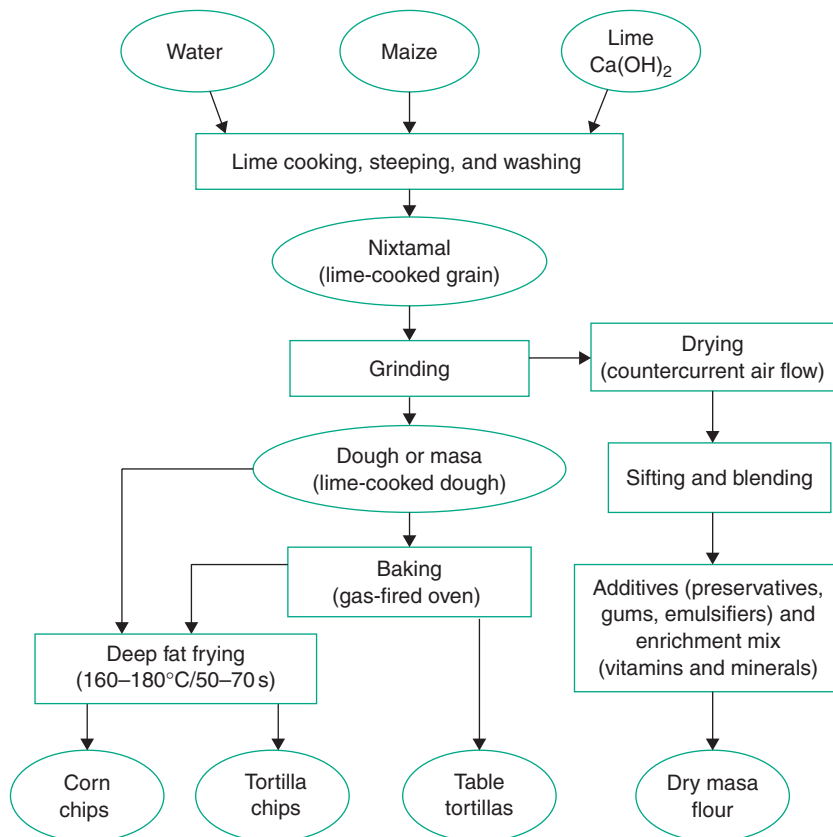 Water
Maize
Lime
Ca(OH)₂
Lime cooking, steeping, and washing
Nixtamal
(lime-cooked grain)
Grinding
Drying
(countercurrent air flow)
Dough or masa
(lime-cooked dough)
Sifting and blending
Baking
(gas-fired oven)
Additives (preservatives,
gums, emulsifiers) and
enrichment mix
(vitamins and minerals)
Deep fat frying
(160–180°C/50–70 s)
Corn
chips
Tortilla
chips
Table
tortillas
Dry masa
flour